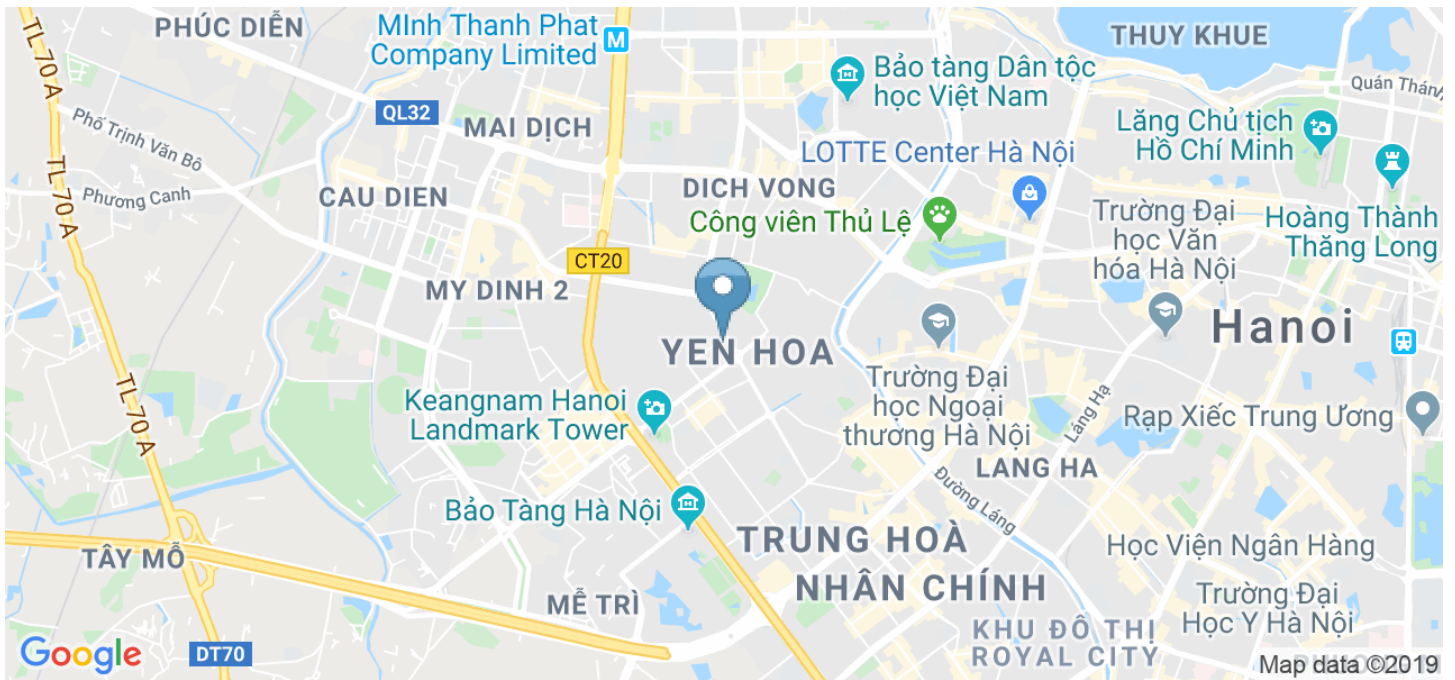 PHÚC DIỄN
MInh Thanh Phat
Company Limited
M
THUY KHUE
TL 70 A
Bảo tàng Dân tộc
học Việt Nam
Quán Thán
QL32
Phố Trịnh Văn Bô
MAI DỊCH
Lăng Chủ tịch
Hồ Chí Minh
LOTTE Center Hà Nội
TL 70 A
Phương Canh
CAU DIEN
DICH VONG
Công viên Thủ Lệ
Trường Đại
học Văn
hóa Hà Nội
Hoàng Thành
Thăng Long
CT20
MY DINH 2
Hanoi
YEN HOA
TL 70 A
Keangnam Hanoi
Landmark Tower
Trường Đại
học Ngoại
thương Hà Nội
Láng Hạ
Rạp Xiếc Trung Ương
LANG HA
Đường Láng
Bảo Tàng Hà Nội
TRUNG HOÀ
NHÂN CHÍNH
TÂY MỖ
Học Viện Ngân Hàng
MỄ TRÌ
Trường Đại
Học Y Hà Nội
KHU ĐÔ THỊ
ROYAL CITY
Google
DT70
Map data ©2019